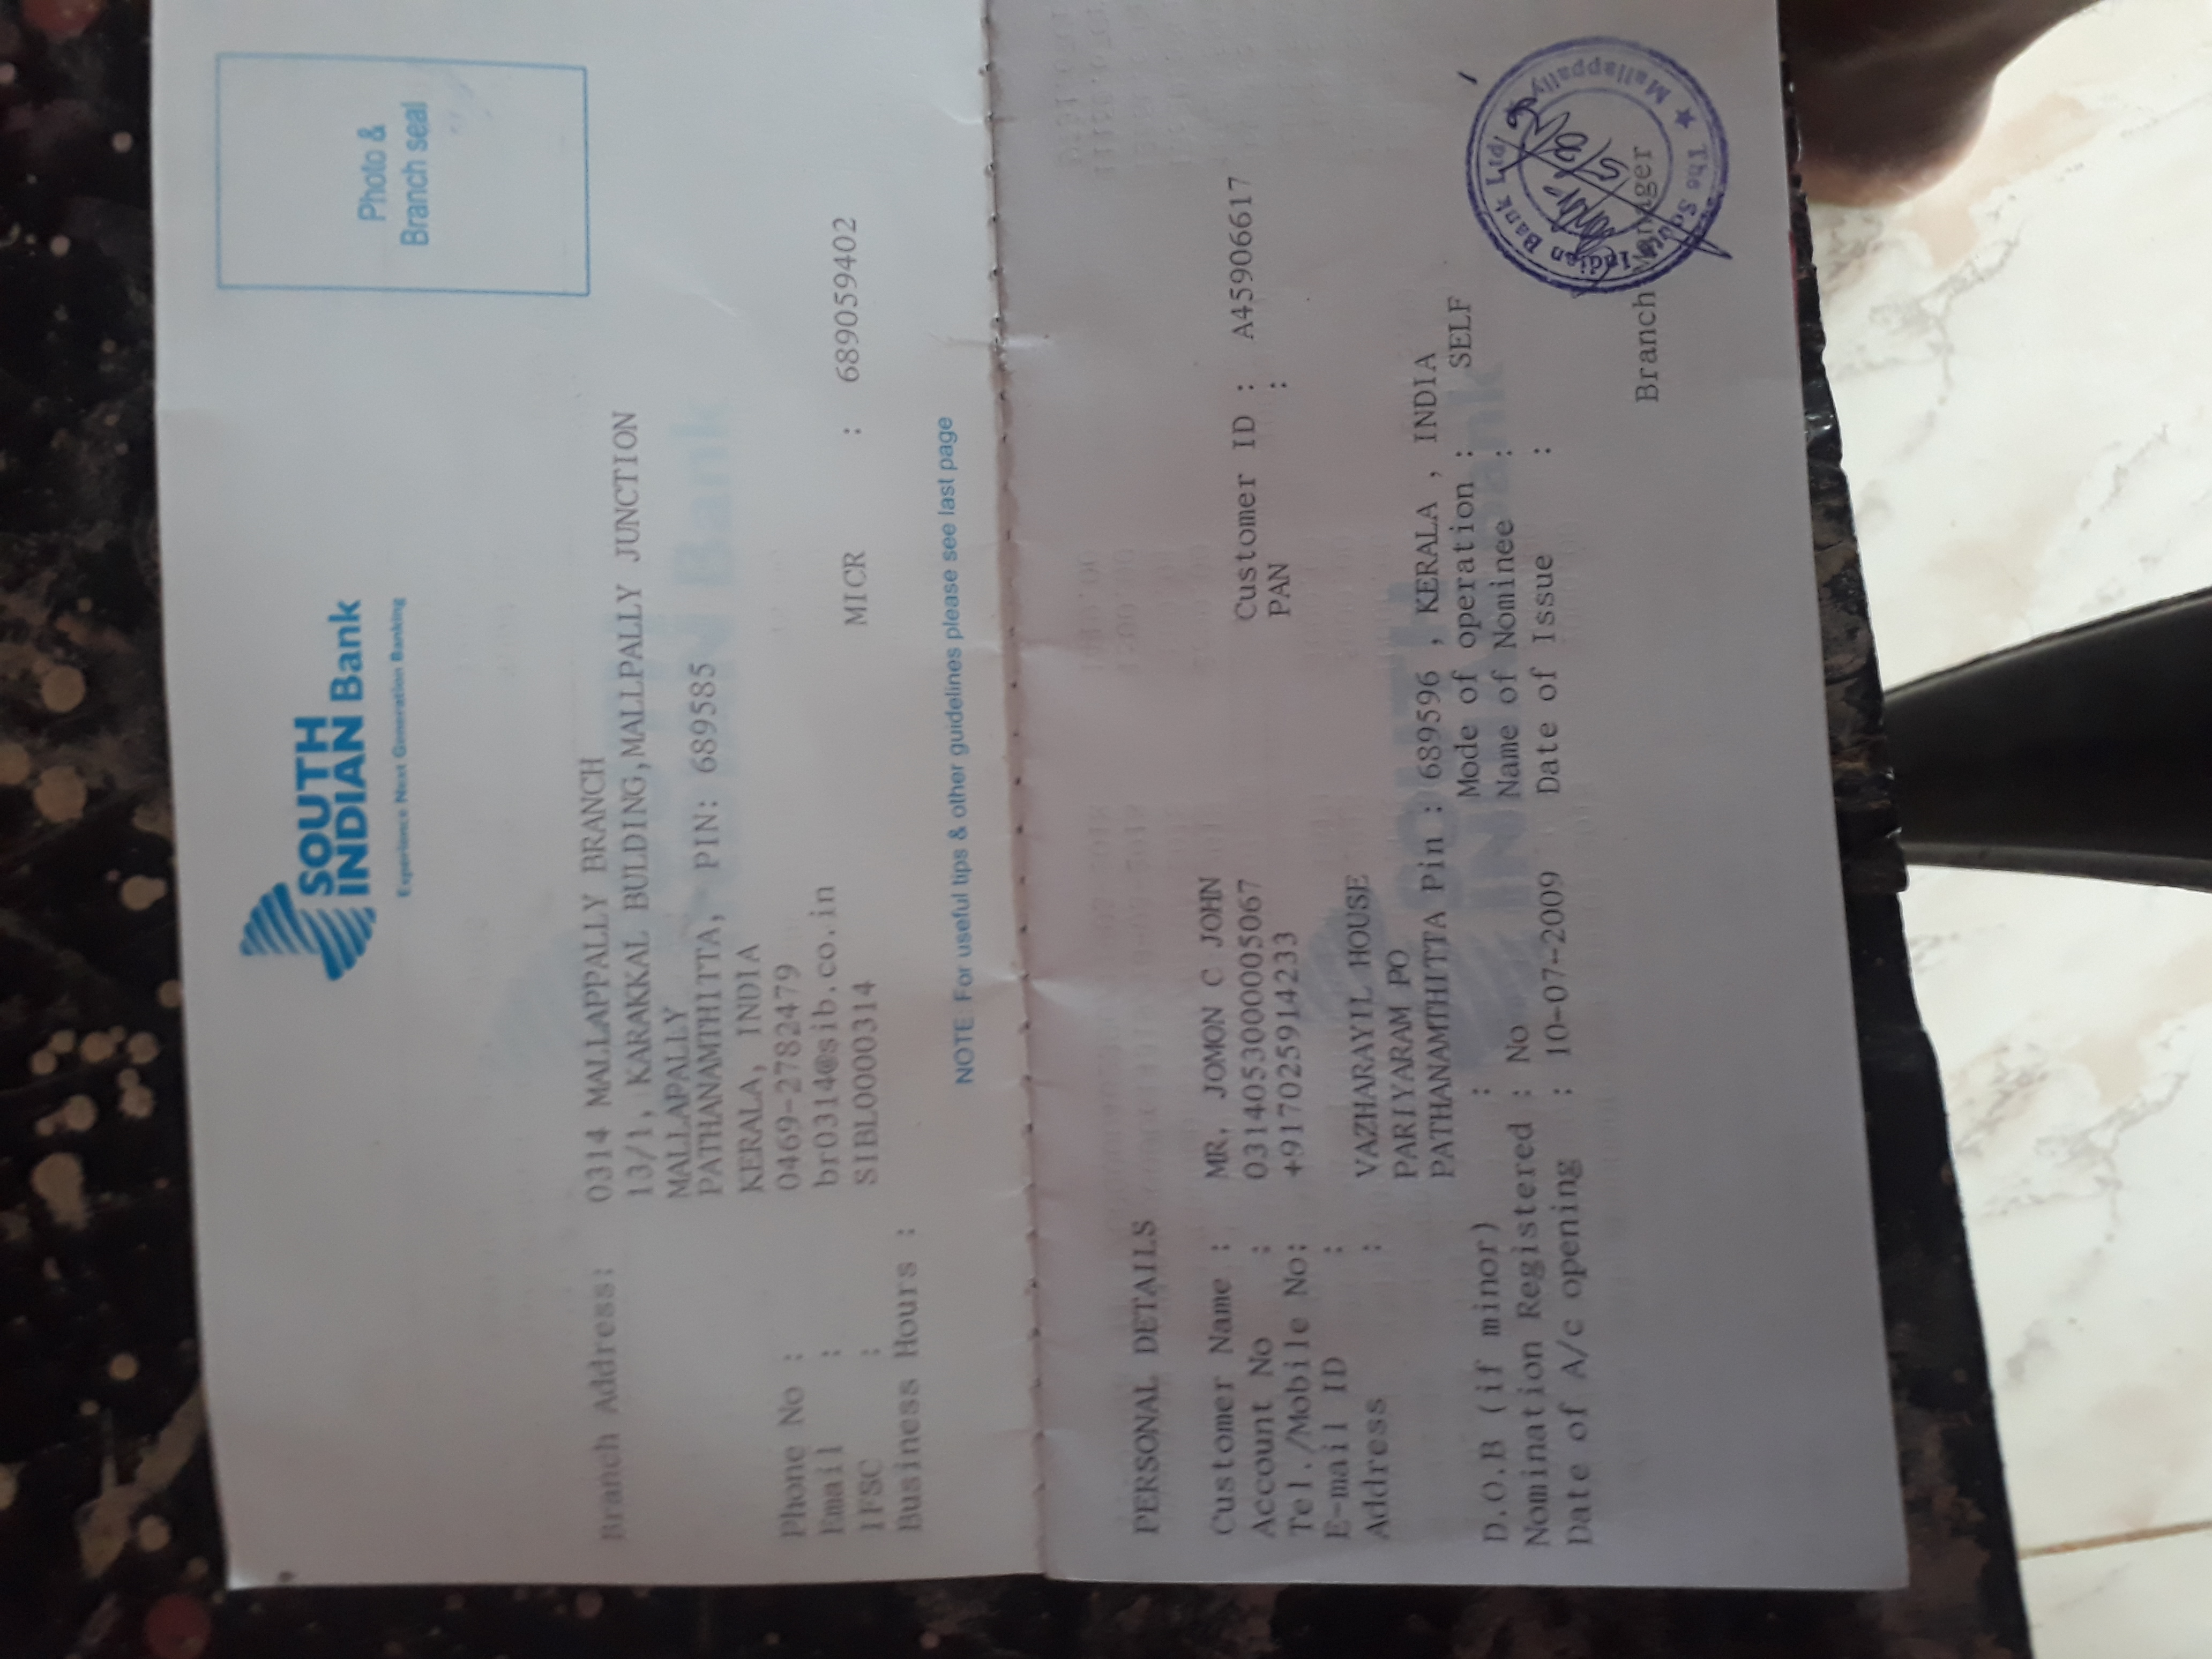 SOUTH
INDIAN Bank
Experience Next Generation Banking
Photo &
Branch seal
Branch Address: 0314 MALLAPPALLY BRANCH
13/1, KARAKKAL BULDING,MALLPALLY JUNCTION
MALLAPALLY
PATHANAMTHITTA, PIN: 689585
KERALA, INDIA
Phone No : 0469-2782479
Email : br0314@sib.co.in
IFSC : SIBL0000314 MICR : 689059402
Business Hours :
NOTE: For useful tips & other guidelines please see last page
PERSONAL DETAILS
Customer Name : MR. JOMON C JOHN
Account No : 0314053000005067 Customer ID : A45906617
Tel./Mobile No: +917025914233 PAN :
E-mail ID :
Address : VAZHARAYIL HOUSE
PARIYARAM PO
PATHANAMTHITTA Pin : 689596 , KERALA , INDIA
D.O.B (if minor) : Mode of operation : SELF
Nomination Registered : No Name of Nominee :
Date of A/c opening : 10-07-2009 Date of Issue :
Branch Manager
The South Indian Bank Ltd. Mallappally